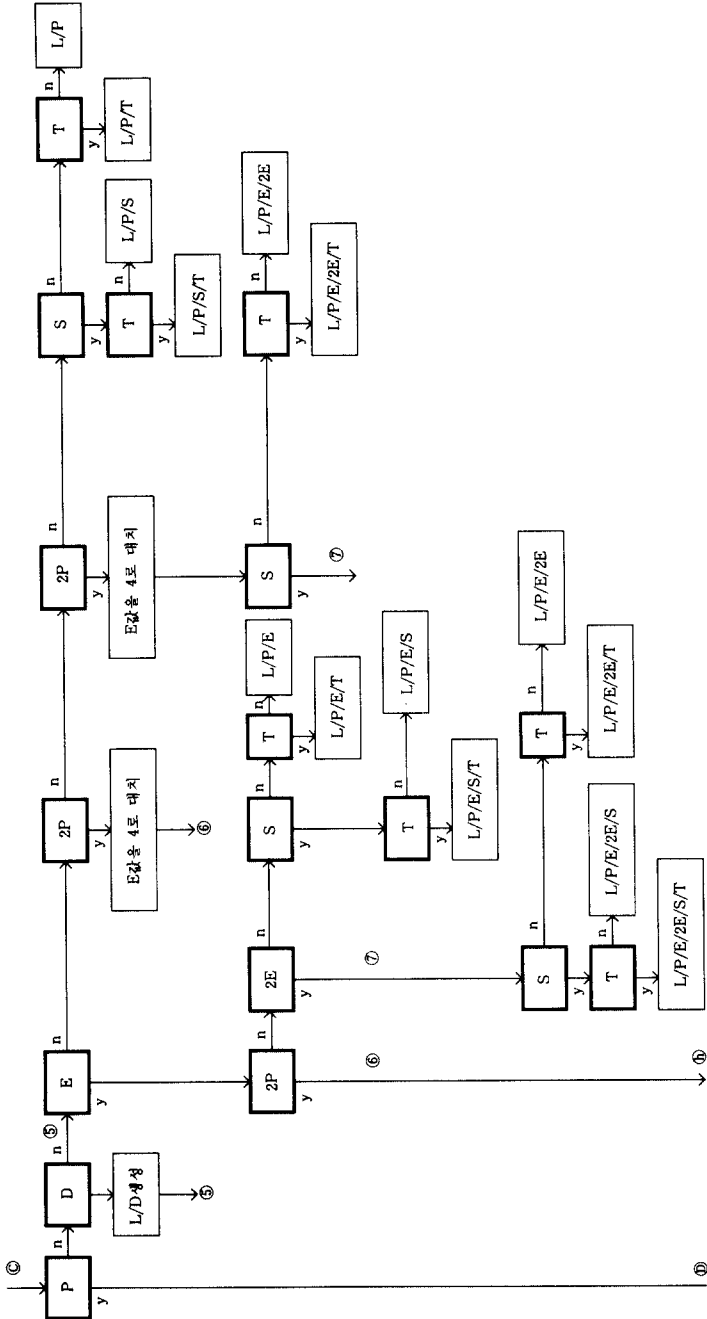 Ⓒ
P n D n ⑤ E n 2P n 2P n S n T n L/P
y y y y y y
L/D생성 E값을 4로 대치 E값을 4로 대치 T n L/P/S L/P/T
y
⑤ ⑥ L/P/S/T
2P n 2E n S n T n L/P/E S n T n L/P/E/2E
y y y y y y
L/P/E/T ⑦ L/P/E/2E/T
⑥ ⑦
T n L/P/E/S
y
L/P/E/S/T
S n T n L/P/E/2E
y y
T n L/P/E/2E/S L/P/E/2E/T
y
L/P/E/2E/S/T
Ⓓ ⓗ